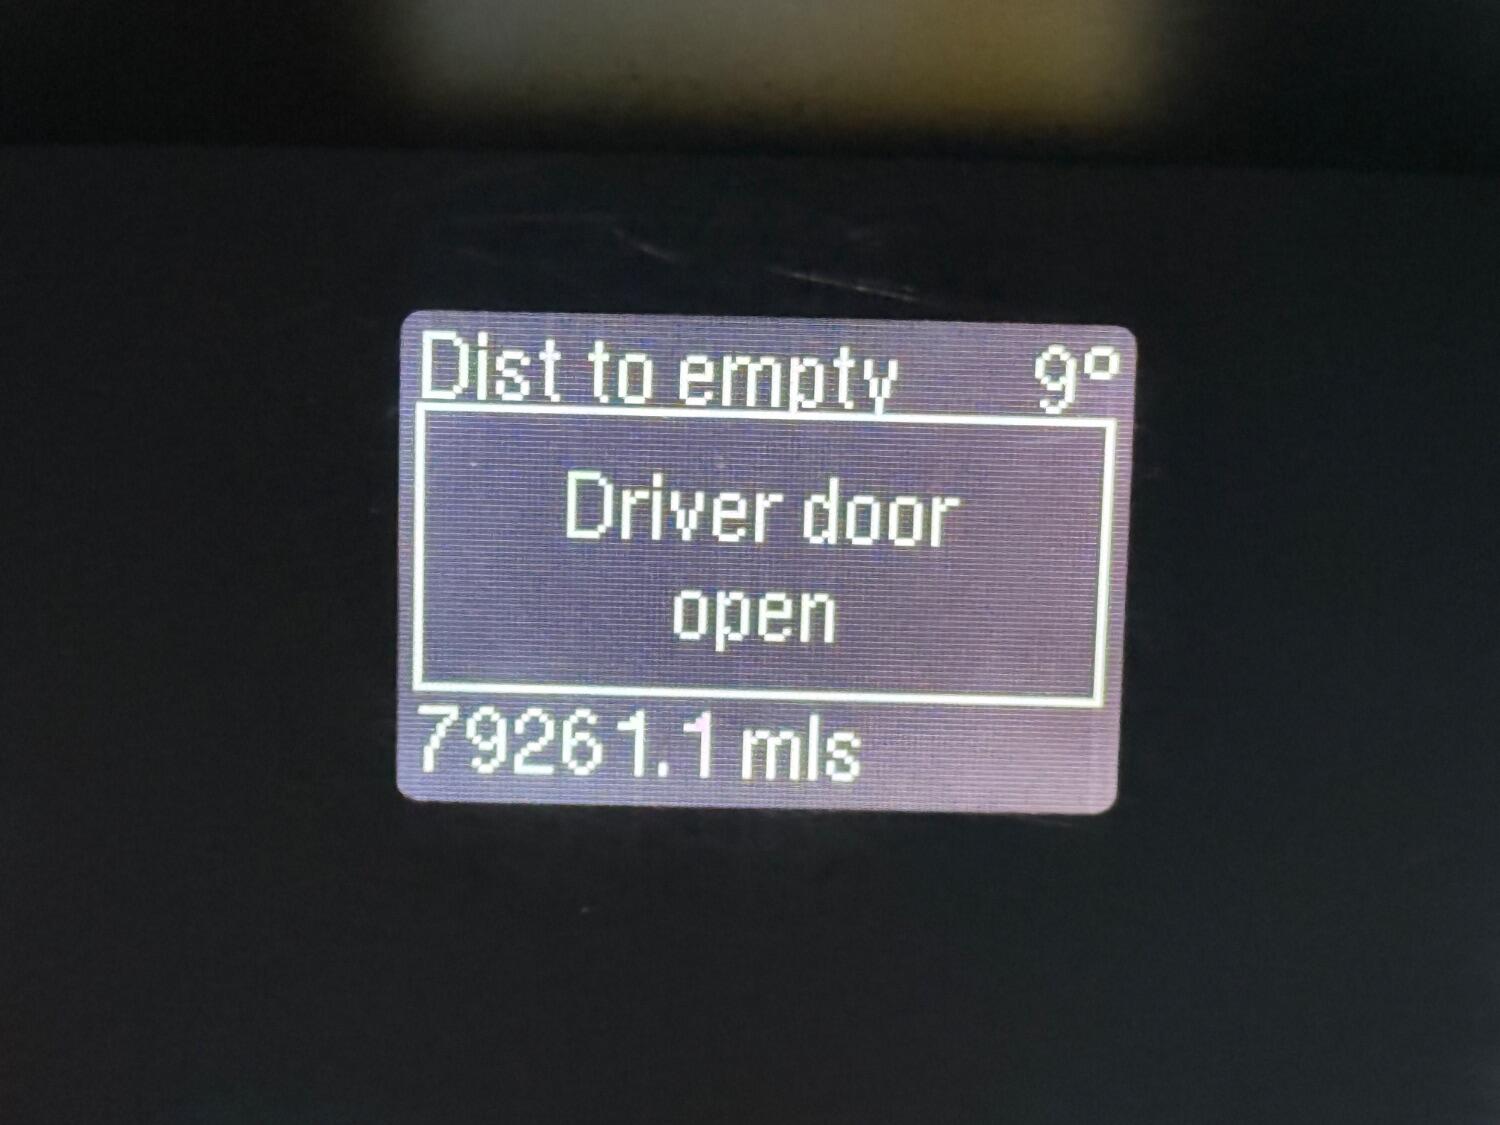 Dist to empty 9°
Driver door
open
79261.1 mls